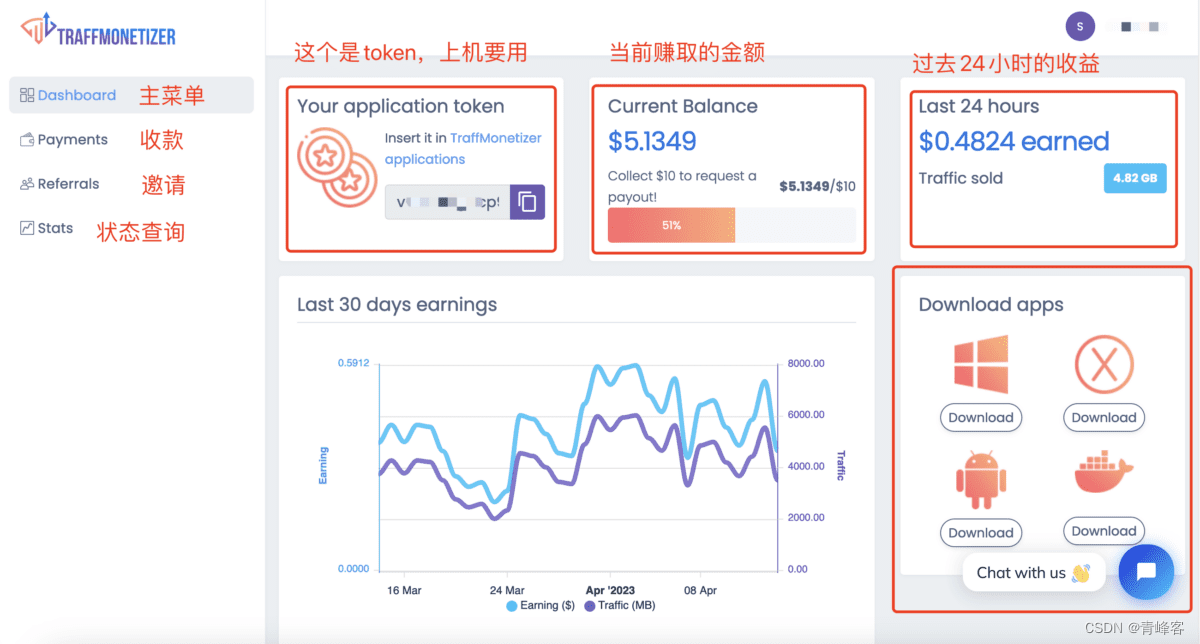 TRAFFMONETIZER
S
这个是token，上机要用
当前赚取的金额
过去24小时的收益
Dashboard 主菜单
Payments 收款
Referrals 邀请
Stats 状态查询
Your application token
Insert it in TraffMonetizer
applications
Current Balance
$5.1349
Collect $10 to request a
payout!
$5.1349/$10
51%
Last 24 hours
$0.4824 earned
Traffic sold
4.82 GB
Last 30 days earnings
0.5912
0.0000
Earning
8000.00
6000.00
4000.00
2000.00
0.00
Traffic
16 Mar
24 Mar
Apr '2023
08 Apr
Earning ($)
Traffic (MB)
Download apps
Download
Download
Download
Download
Chat with us 👋
CSDN @青峰客